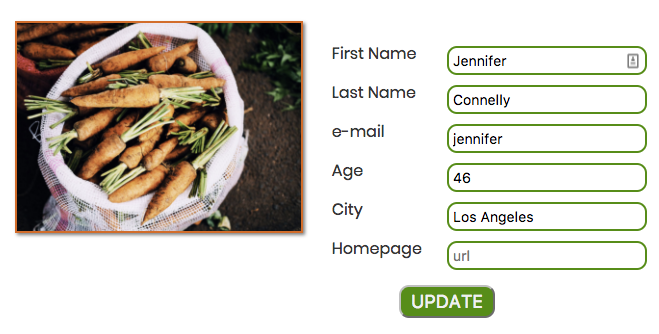 First Name Jennifer
Last Name Connelly
e-mail jennifer
Age 46
City Los Angeles
Homepage url
UPDATE